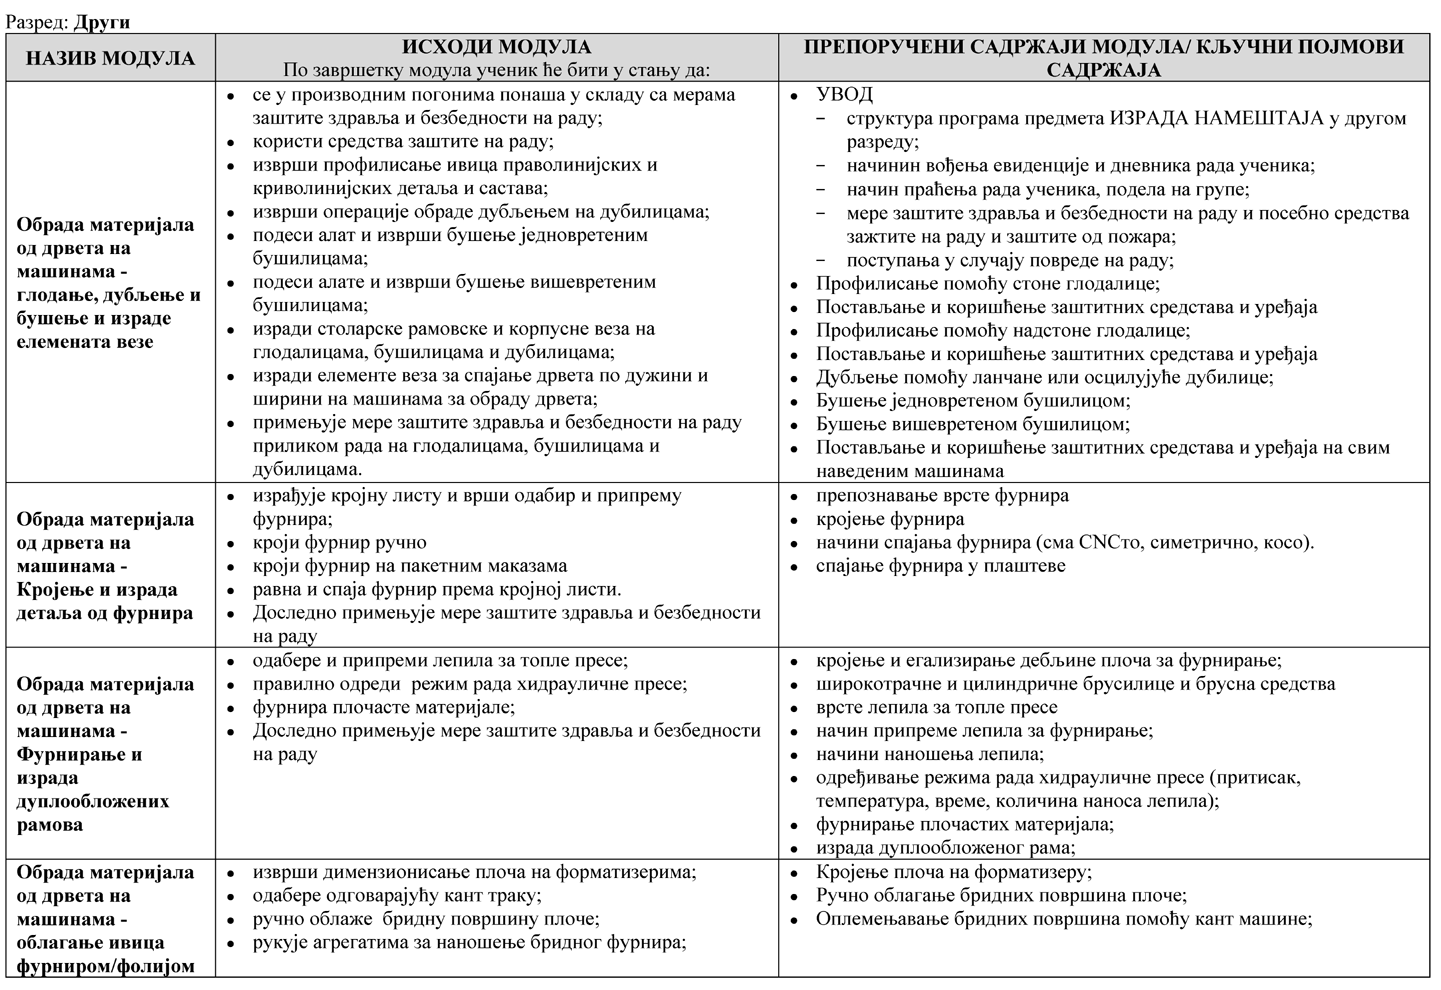 Разред: Други
НАЗИВ МОДУЛА
ИСХОДИ МОДУЛА
По завршетку модула ученик ће бити у стању да:
ПРЕПОРУЧЕНИ САДРЖАЈИ МОДУЛА/ КЉУЧНИ ПОЈМОВИ
САДРЖАЈА
Обрада материјала
од дрвета на
машинама -
глодање, дубљење и
бушење и израде
елемената везе
• се у производним погонима понаша у складу са мерама
заштите здравља и безбедности на раду;
• користи средства заштите на раду;
• изврши профилисање ивица праволинијских и
криволинијских детаља и састава;
• изврши операције обраде дубљењем на дубилицама;
• подеси алат и изврши бушење једновретеним
бушилицама;
• подеси алате и изврши бушење вишевретеним
бушилицама;
• изради столарске рамовске и корпусне веза на
глодалицама, бушилицама и дубилицама;
• изради елементе веза за спајање дрвета по дужини и
ширини на машинама за обраду дрвета;
• примењује мере заштите здравља и безбедности на раду
приликом рада на глодалицама, бушилицама и
дубилицама.
• УВОД
− структура програма предмета ИЗРАДА НАМЕШТАЈА у другом
разреду;
− начинин вођења евиденције и дневника рада ученика;
− начин праћења рада ученика, подела на групе;
− мере заштите здравља и безбедности на раду и посебно средства
зажтите на раду и заштите од пожара;
− поступања у случају повреде на раду;
• Профилисање помоћу стоне глодалице;
• Постављање и коришћење заштитних средстава и уређаја
• Профилисање помоћу надстоне глодалице;
• Постављање и коришћење заштитних средстава и уређаја
• Дубљење помоћу ланчане или осцилујуће дубилице;
• Бушење једновретеном бушилицом;
• Бушење вишевретеном бушилицом;
• Постављање и коришћење заштитних средстава и уређаја на свим
наведеним машинама
Обрада материјала
од дрвета на
машинама -
Кројење и израда
детаља од фурнира
• израђује кројну листу и врши одабир и припрему
фурнира;
• кроји фурнир ручно
• кроји фурнир на пакетним маказама
• равна и спаја фурнир према кројној листи.
• Доследно примењује мере заштите здравља и безбедности
на раду
• препознавање врсте фурнира
• кројење фурнира
• начини спајања фурнира (сма CNCто, симетрично, косо).
• спајање фурнира у плаштеве
Обрада материјала
од дрвета на
машинама -
Фурнирање и
израда
дуплообложених
рамова
• одабере и припреми лепила за топле пресе;
• правилно одреди режим рада хидрауличне пресе;
• фурнира плочасте материјале;
• Доследно примењује мере заштите здравља и безбедности
на раду
• кројење и егализирање дебљине плоча за фурнирање;
• широкотрачне и цилиндричне брусилице и брусна средства
• врсте лепила за топле пресе
• начин припреме лепила за фурнирање;
• начини наношења лепила;
• одређивање режима рада хидрауличне пресе (притисак,
температура, време, количина наноса лепила);
• фурнирање плочастих материјала;
• израда дуплообложеног рама;
Обрада материјала
од дрвета на
машинама -
облагање ивица
фурниром/фолијом
• изврши димензионисање плоча на форматизерима;
• одабере одговарајућу кант траку;
• ручно облаже бридну површину плоче;
• рукује агрегатима за наношење бридног фурнира;
• Кројење плоча на форматизеру;
• Ручно облагање бридних површина плоче;
• Оплемењавање бридних површина помоћу кант машине;